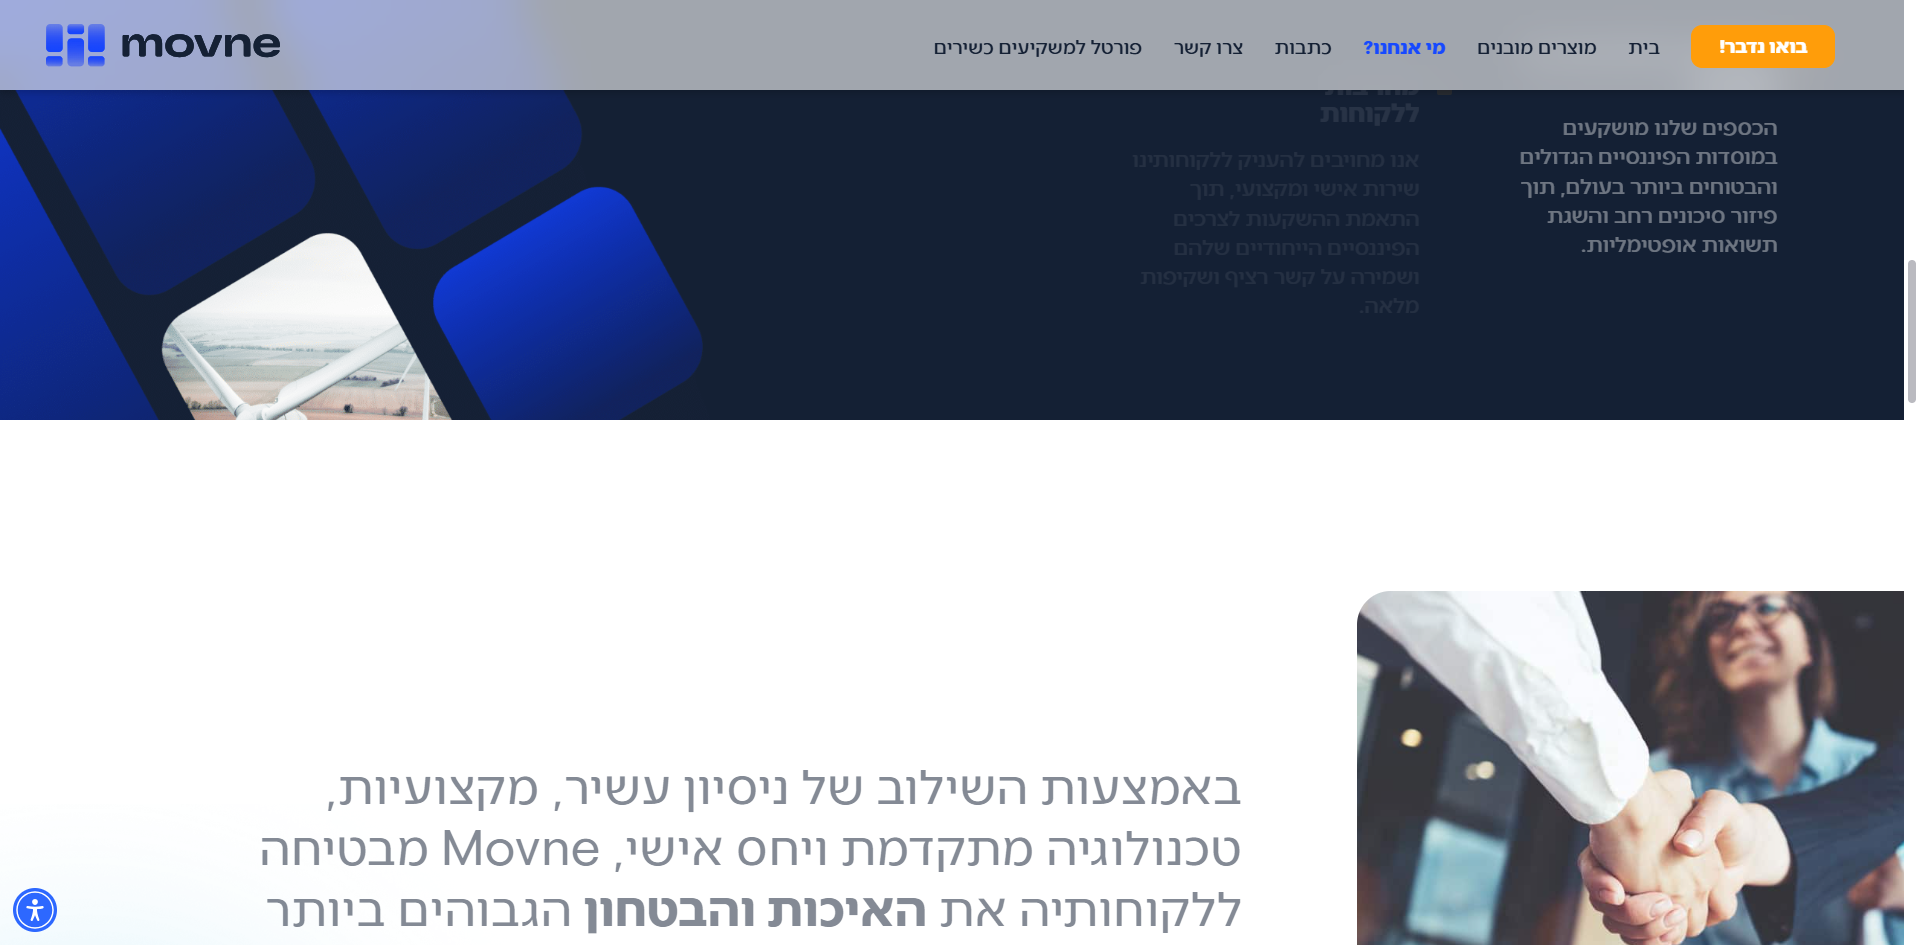 בואו נדבר!
בית
מוצרים מובנים
מי אנחנו?
כתבות
צרו קשר
פורטל למשקיעים כשירים
movne
הכספים שלנו מושקעים
במוסדות הפיננסיים הגדולים
והבטוחים ביותר בעולם, תוך
פיזור סיכונים רחב והשגת
תשואות אופטימליות.
ללקוחות
אנו מחויבים להעניק ללקוחותינו
שירות אישי ומקצועי, תוך
התאמת ההשקעות לצרכים
הפיננסיים הייחודיים שלהם
ושמירה על קשר רציף ושקיפות
מלאה.
באמצעות השילוב של ניסיון עשיר, מקצועיות,
טכנולוגיה מתקדמת ויחס אישי, Movne מבטיחה
ללקוחותיה את האיכות והבטחון הגבוהים ביותר